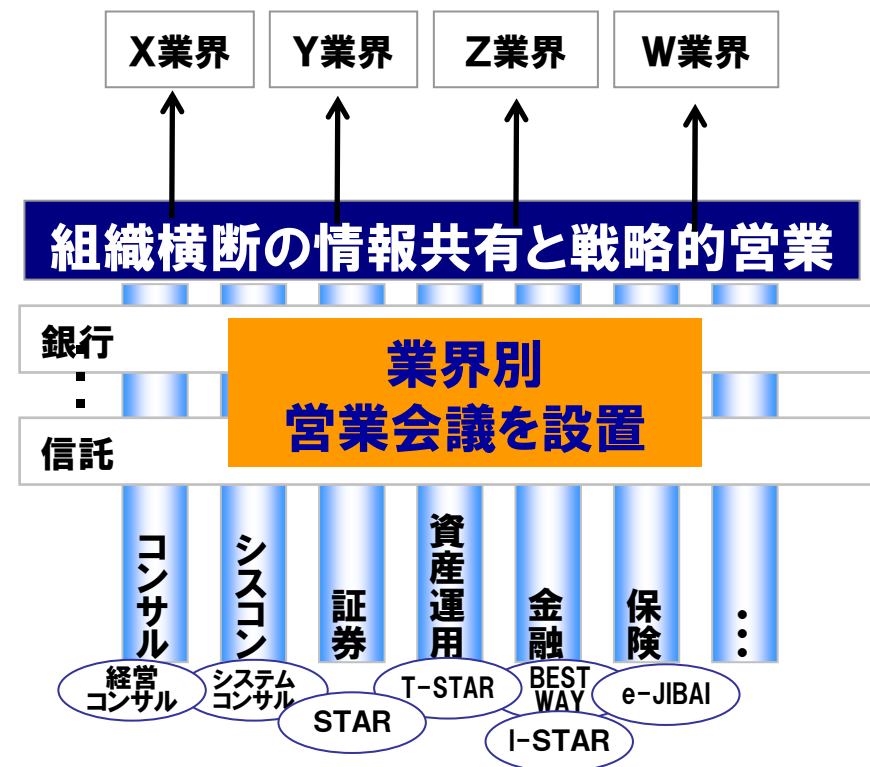 X業界
Y業界
Z業界
W業界
組織横断の情報共有と戦略的営業
銀行
業界別
営業会議を設置
信託
コンサル
シスコン
証券
資産運用
金融
保険
…
経営
コンサル
システム
コンサル
STAR
T-STAR
BEST
WAY
I-STAR
e-JIBAI